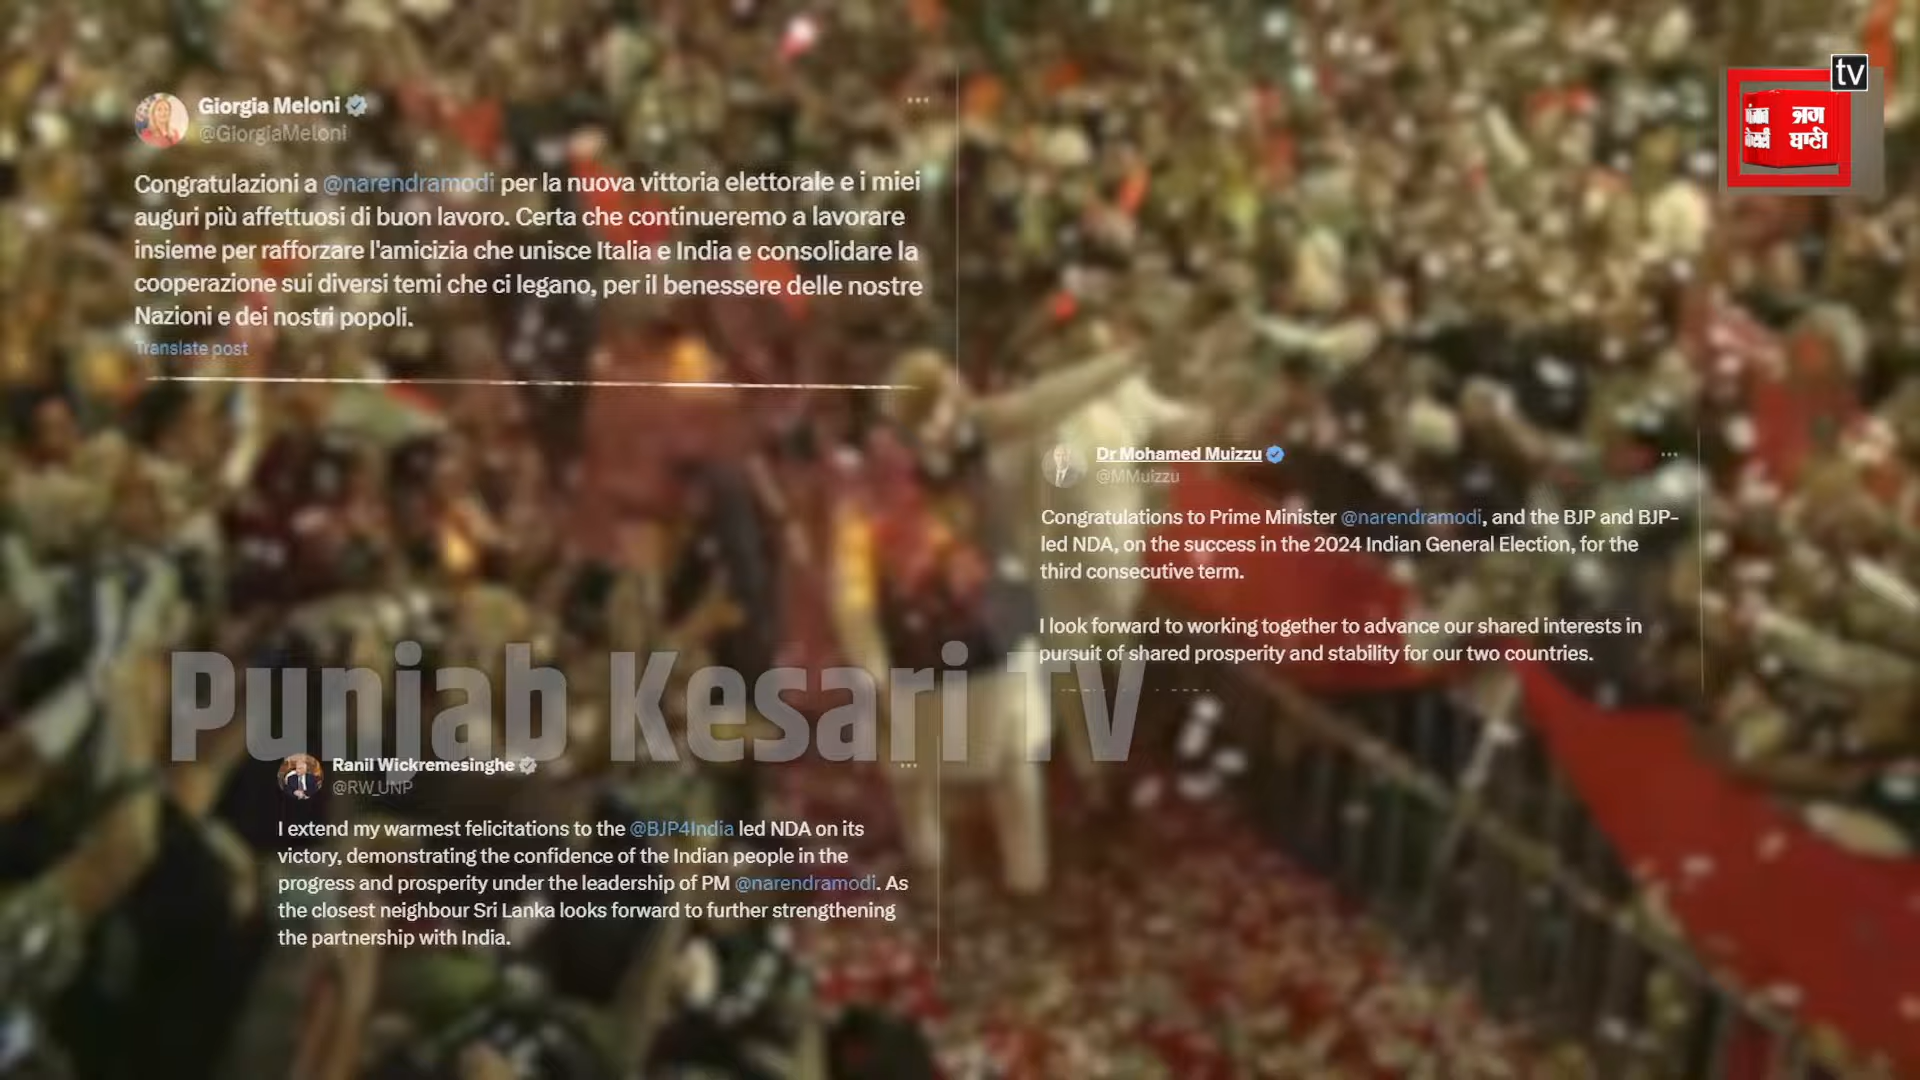 tv
ਜਗ
ਬਾਣੀ
Giorgia Meloni
@GiorgiaMeloni
Congratulazioni a @narendramodi per la nuova vittoria elettorale e i miei
auguri più affettuosi di buon lavoro. Certa che continueremo a lavorare
insieme per rafforzare l'amicizia che unisce Italia e India e consolidare la
cooperazione sui diversi temi che ci legano, per il benessere delle nostre
Nazioni e dei nostri popoli.
Translate post
Dr Mohamed Muizzu
@MMuizzu
Congratulations to Prime Minister @narendramodi, and the BJP and BJP-
led NDA, on the success in the 2024 Indian General Election, for the
third consecutive term.
I look forward to working together to advance our shared interests in
pursuit of shared prosperity and stability for our two countries.
Punjab Kesari TV
Ranil Wickremesinghe
@RW_UNP
I extend my warmest felicitations to the @BJP4India led NDA on its
victory, demonstrating the confidence of the Indian people in the
progress and prosperity under the leadership of PM @narendramodi. As
the closest neighbour Sri Lanka looks forward to further strengthening
the partnership with India.